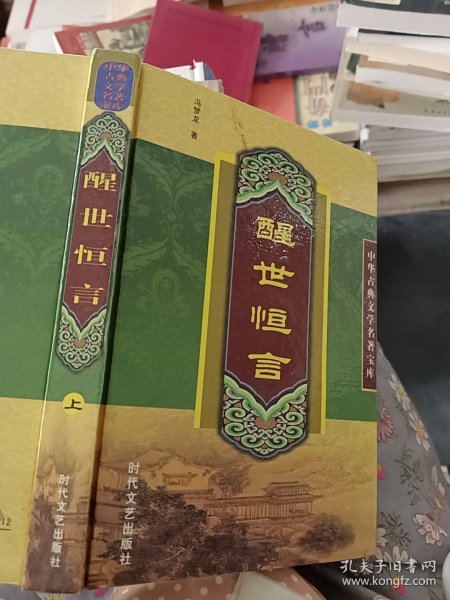 中华古典文学名著宝库
醒世恒言
上
时代文艺出版社
冯梦龙 著
醒世恒言
中华古典文学名著宝库
时代文艺出版社
12
孔夫子旧书网
www.kongfz.com